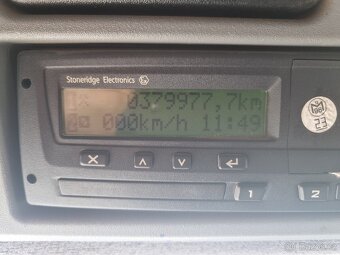 Stoneridge Electronics
0379977,7km
000km/h 11:49
1
2